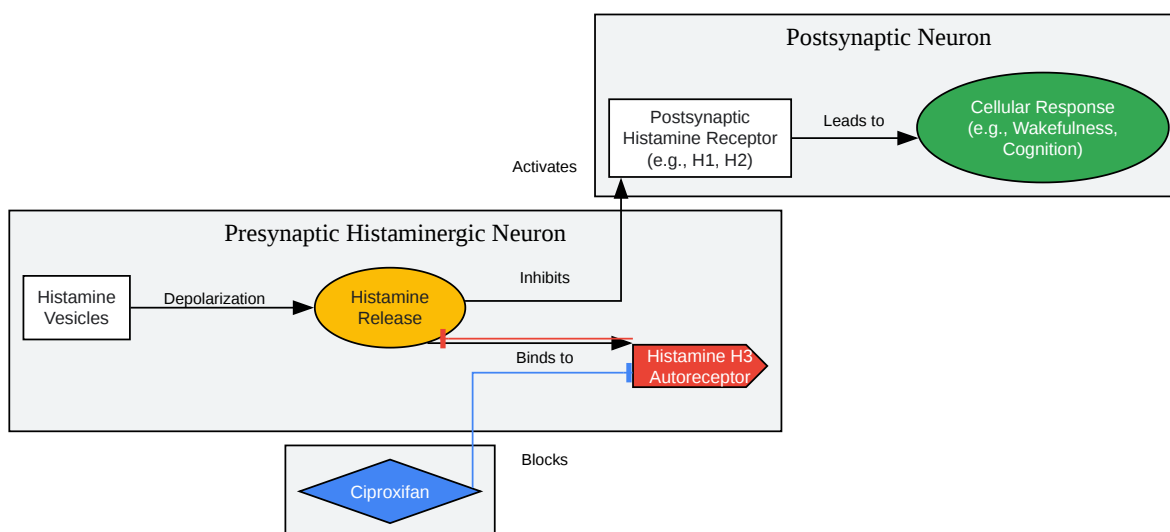 Postsynaptic Neuron
Postsynaptic
Histamine Receptor
(e.g., H1, H2)
Leads to
Cellular Response
(e.g., Wakefulness,
Cognition)
Activates
Presynaptic Histaminergic Neuron
Histamine
Vesicles
Depolarization
Histamine
Release
Inhibits
Binds to
Histamine H3
Autoreceptor
Blocks
Ciproxifan